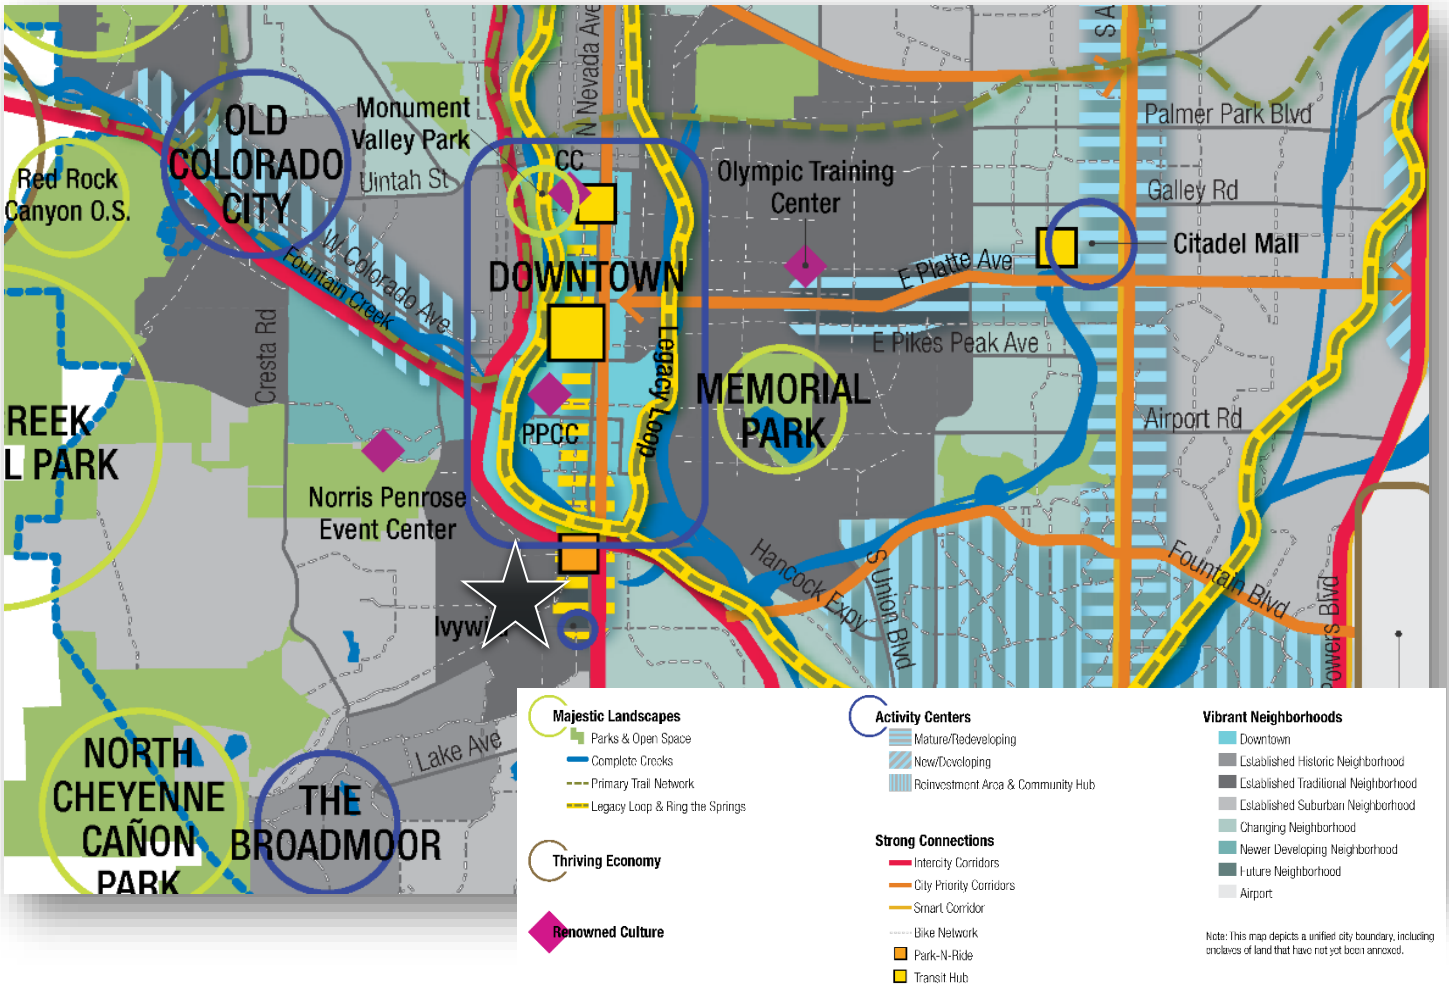 N Nevada Ave
S A
Monument
Valley Park
OLD
COLORADO
CITY
Palmer Park Blvd
CC
Olympic Training
Center
Red Rock
Canyon O.S.
Uintah St
Galley Rd
Citadel Mall
W Colorado Ave
Fountain Creek
DOWNTOWN
E Platte Ave
Cresta Rd
Legacy Loop
E Pikes Peak Ave
MEMORIAL
PARK
REEK
L PARK
Airport Rd
PPCC
Norris Penrose
Event Center
Hancock Expy
S Union Blvd
Fountain Blvd
Powers Blvd
Ivywi
Lake Ave
NORTH
CHEYENNE
CAÑON
PARK
THE
BROADMOOR
Majestic Landscapes
Parks & Open Space
Complete Creeks
Primary Trail Network
Legacy Loop & Ring the Springs
Thriving Economy
Renowned Culture
Activity Centers
Mature/Redeveloping
New/Developing
Reinvestment Area & Community Hub
Strong Connections
Intercity Corridors
City Priority Corridors
Smart Corridor
Bike Network
Park-N-Ride
Transit Hub
Vibrant Neighborhoods
Downtown
Established Historic Neighborhood
Established Traditional Neighborhood
Established Suburban Neighborhood
Changing Neighborhood
Newer Developing Neighborhood
Future Neighborhood
Airport
Note: This map depicts a unified city boundary, including
enclaves of land that have not yet been annexed.